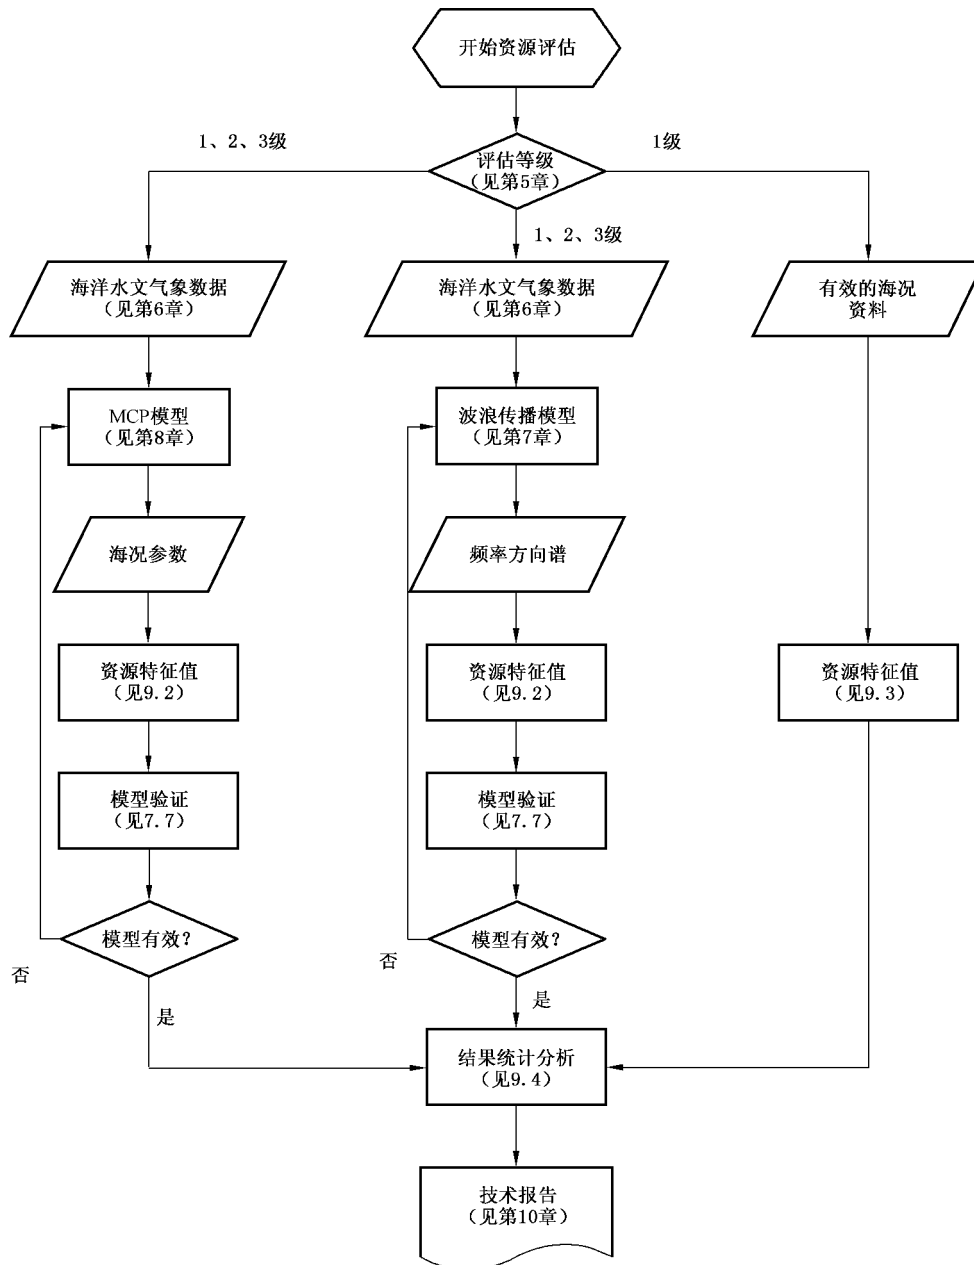 开始资源评估
1、2、3级
评估等级
(见第5章)
1级
1、2、3级
海洋水文气象数据
(见第6章)
海洋水文气象数据
(见第6章)
有效的海况
资料
MCP模型
(见第8章)
波浪传播模型
(见第7章)
海况参数
频率方向谱
资源特征值
(见9.2)
资源特征值
(见9.2)
资源特征值
(见9.3)
模型验证
(见7.7)
模型验证
(见7.7)
模型有效?
模型有效?
否
否
是
是
结果统计分析
(见9.4)
技术报告
(见第10章)